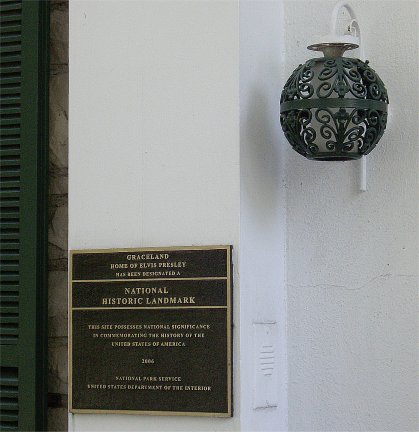 GRACELAND
HOME OF ELVIS PRESLEY
HAS BEEN DESIGNATED A
NATIONAL
HISTORIC LANDMARK
THIS SITE POSSESSES NATIONAL SIGNIFICANCE
IN COMMEMORATING THE HISTORY OF THE
UNITED STATES OF AMERICA
2006
NATIONAL PARK SERVICE
UNITED STATES DEPARTMENT OF THE INTERIOR